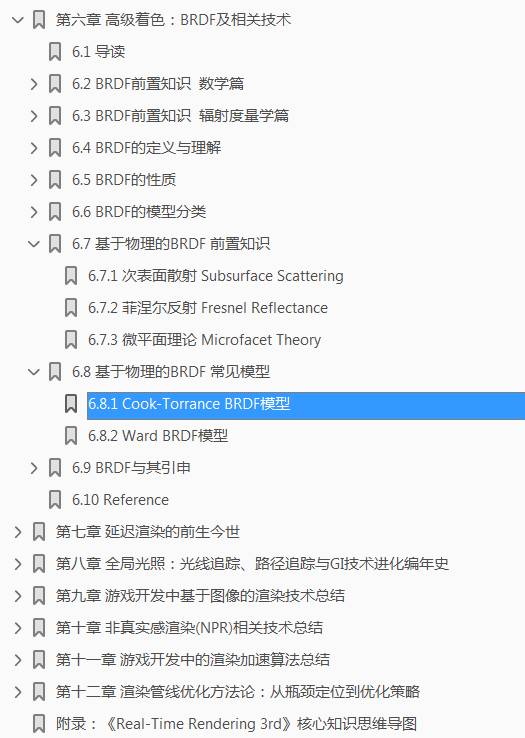 第六章 高级着色：BRDF及相关技术
6.1 导读
6.2 BRDF前置知识 数学篇
6.3 BRDF前置知识 辐射度量学篇
6.4 BRDF的定义与理解
6.5 BRDF的性质
6.6 BRDF的模型分类
6.7 基于物理的BRDF 前置知识
6.7.1 次表面散射 Subsurface Scattering
6.7.2 菲涅尔反射 Fresnel Reflectance
6.7.3 微平面理论 Microfacet Theory
6.8 基于物理的BRDF 常见模型
6.8.1 Cook-Torrance BRDF模型
6.8.2 Ward BRDF模型
6.9 BRDF与其引申
6.10 Reference
第七章 延迟渲染的前生今世
第八章 全局光照：光线追踪、路径追踪与GI技术进化编年史
第九章 游戏开发中基于图像的渲染技术总结
第十章 非真实感渲染(NPR)相关技术总结
第十一章 游戏开发中的渲染加速算法总结
第十二章 渲染管线优化方法论：从瓶颈定位到优化策略
附录：《Real-Time Rendering 3rd》核心知识思维导图